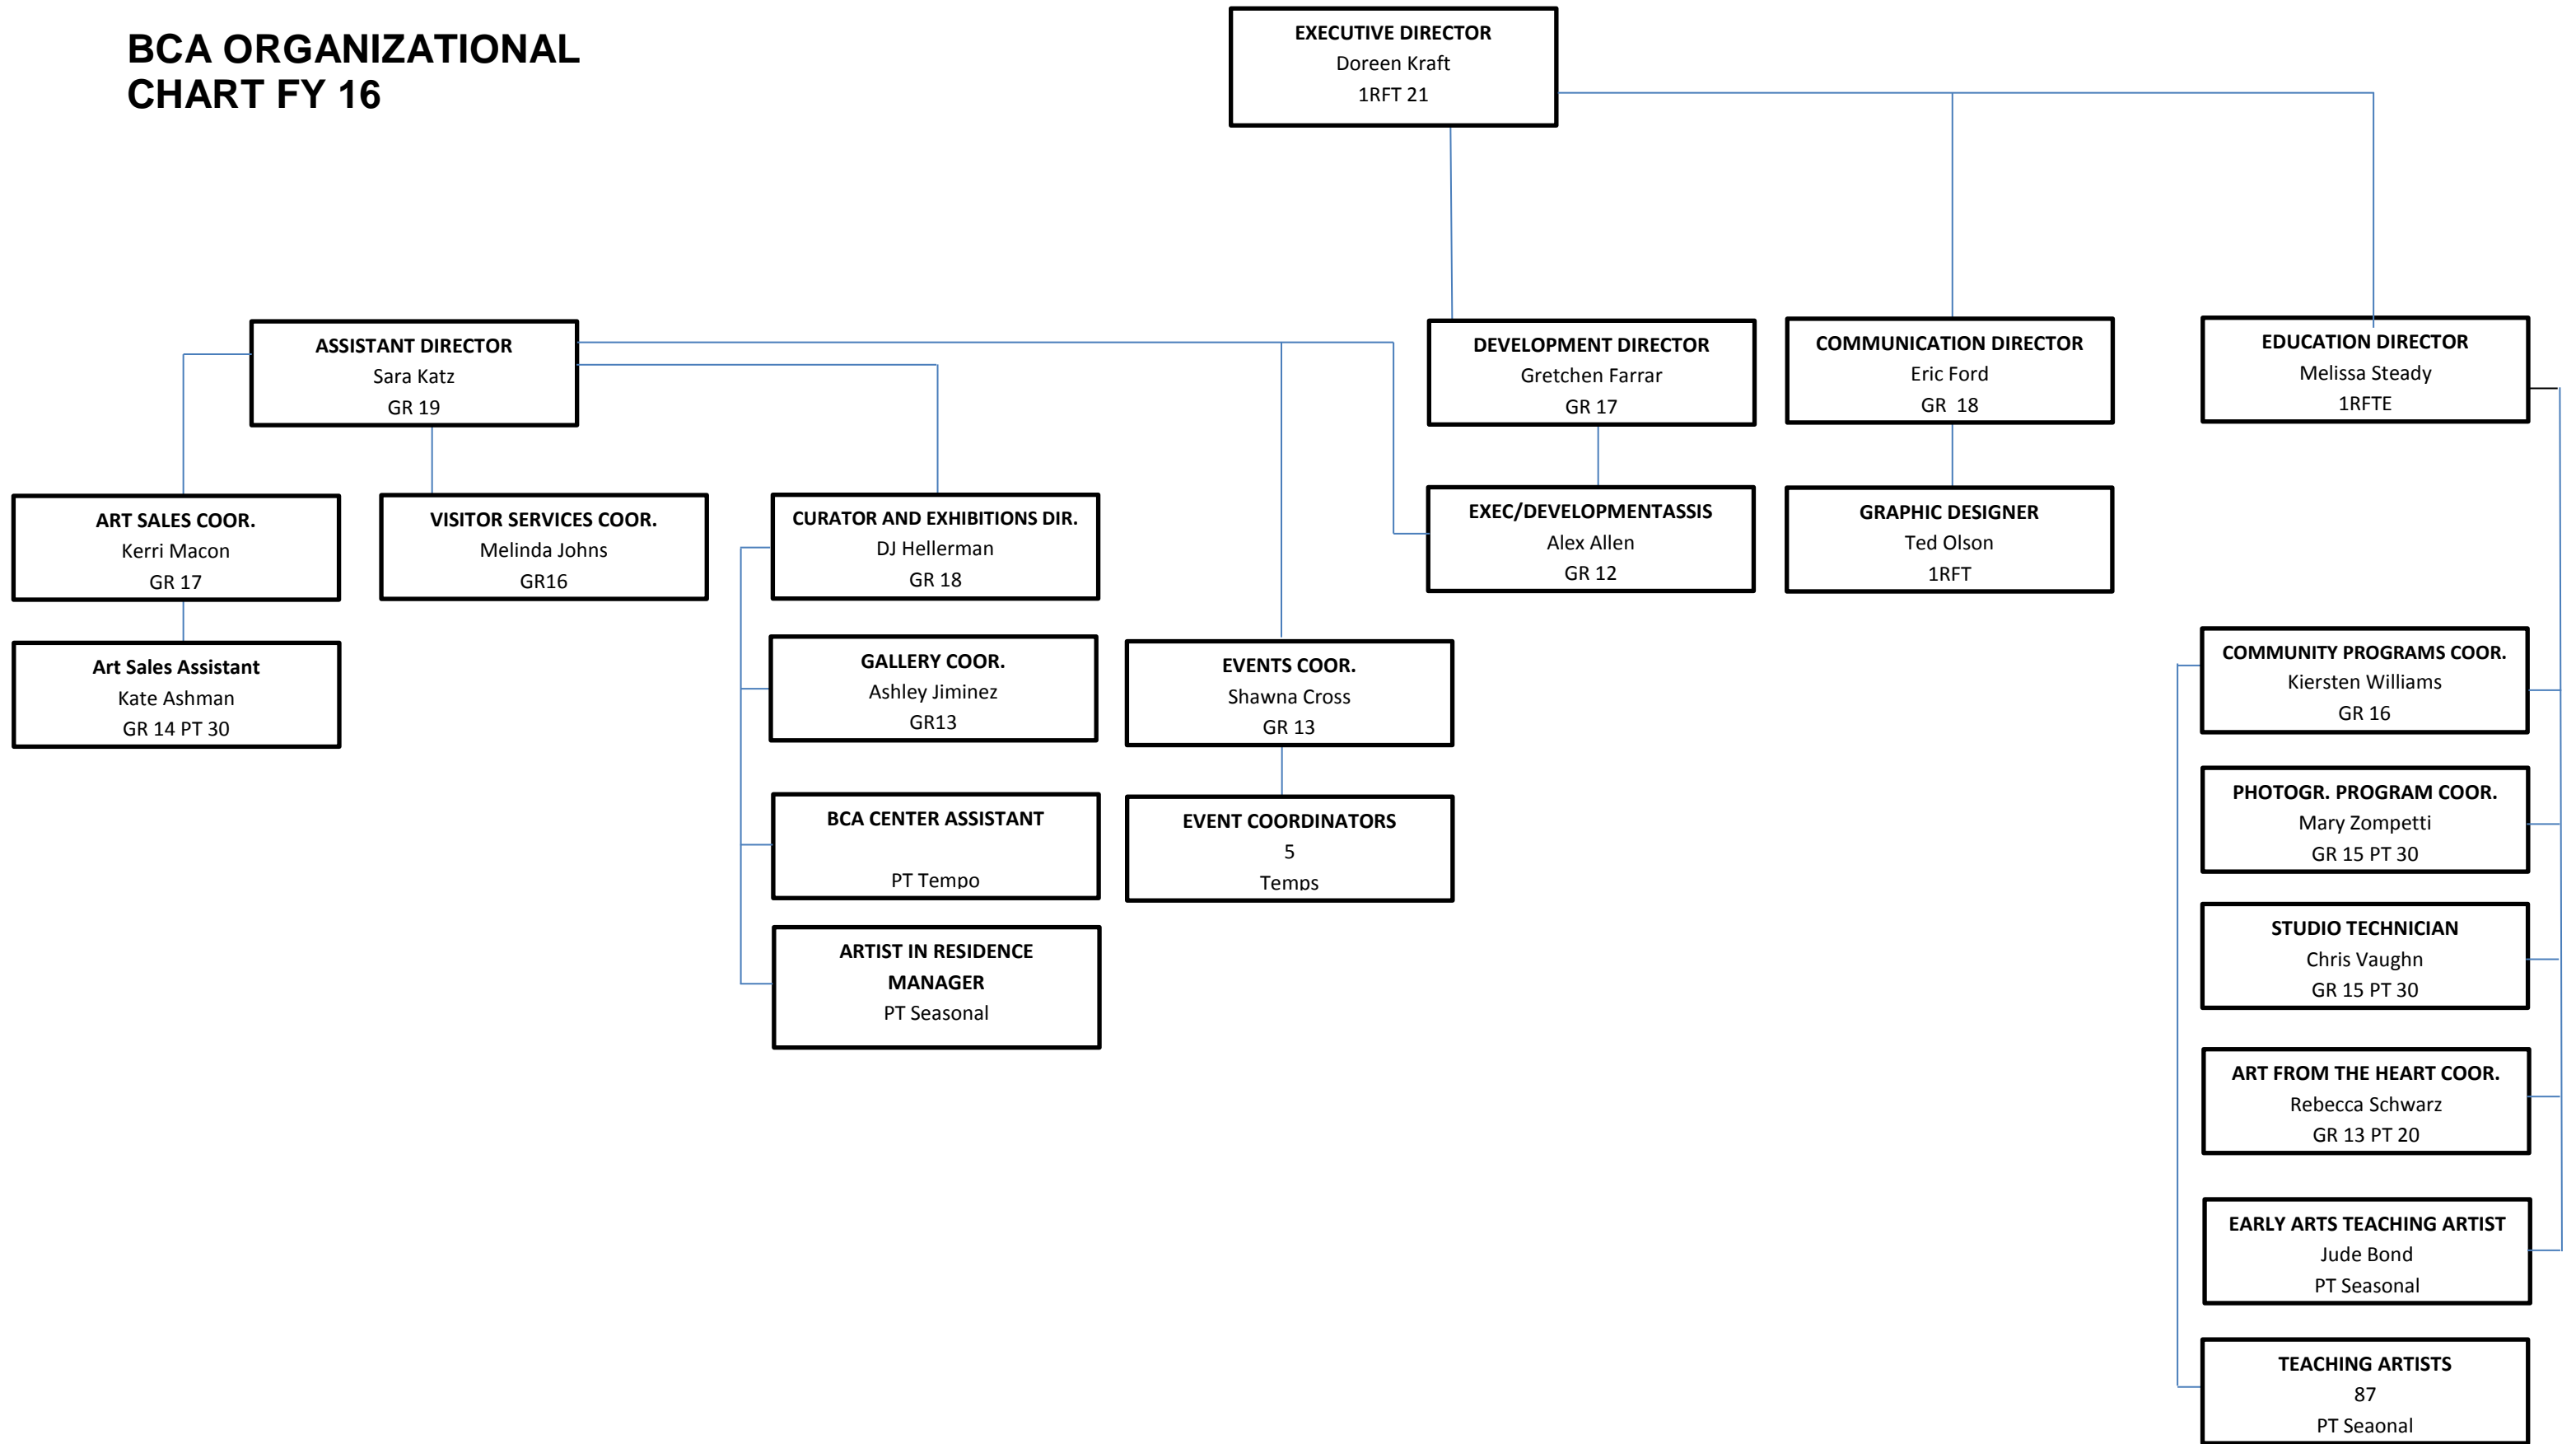 BCA ORGANIZATIONAL
CHART FY 16
EXECUTIVE DIRECTOR
Doreen Kraft
1RFT 21
ASSISTANT DIRECTOR
Sara Katz
GR 19
DEVELOPMENT DIRECTOR
Gretchen Farrar
GR 17
COMMUNICATION DIRECTOR
Eric Ford
GR  18
EDUCATION DIRECTOR
Melissa Steady
1RFTE
ART SALES COOR.
Kerri Macon
GR 17
VISITOR SERVICES COOR.
Melinda Johns
GR16
CURATOR AND EXHIBITIONS DIR.
DJ Hellerman
GR 18
EXEC/DEVELOPMENTASSIS
Alex Allen
GR 12
GRAPHIC DESIGNER
Ted Olson
1RFT
Art Sales Assistant
Kate Ashman
GR 14 PT 30
GALLERY COOR.
Ashley Jiminez
GR13
EVENTS COOR.
Shawna Cross
GR 13
COMMUNITY PROGRAMS COOR.
Kiersten Williams
GR 16
BCA CENTER ASSISTANT
PT Tempo
EVENT COORDINATORS
5
Temps
PHOTOGR. PROGRAM COOR.
Mary Zompetti
GR 15 PT 30
ARTIST IN RESIDENCE
MANAGER
PT Seasonal
STUDIO TECHNICIAN
Chris Vaughn
GR 15 PT 30
ART FROM THE HEART COOR.
Rebecca Schwarz
GR 13 PT 20
EARLY ARTS TEACHING ARTIST
Jude Bond
PT Seasonal
TEACHING ARTISTS
87
PT Seaonal